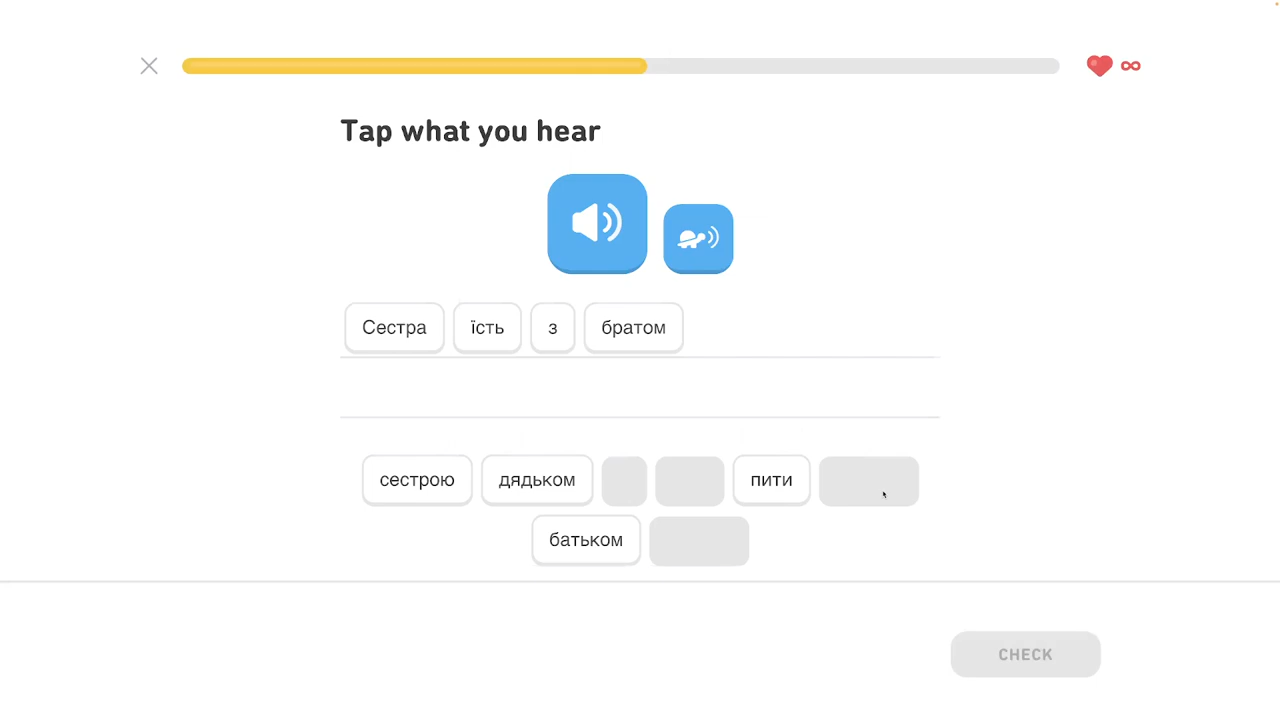 ∞
Tap what you hear
Сестра їсть з братом
сестрою дядьком пити
батьком
CHECK